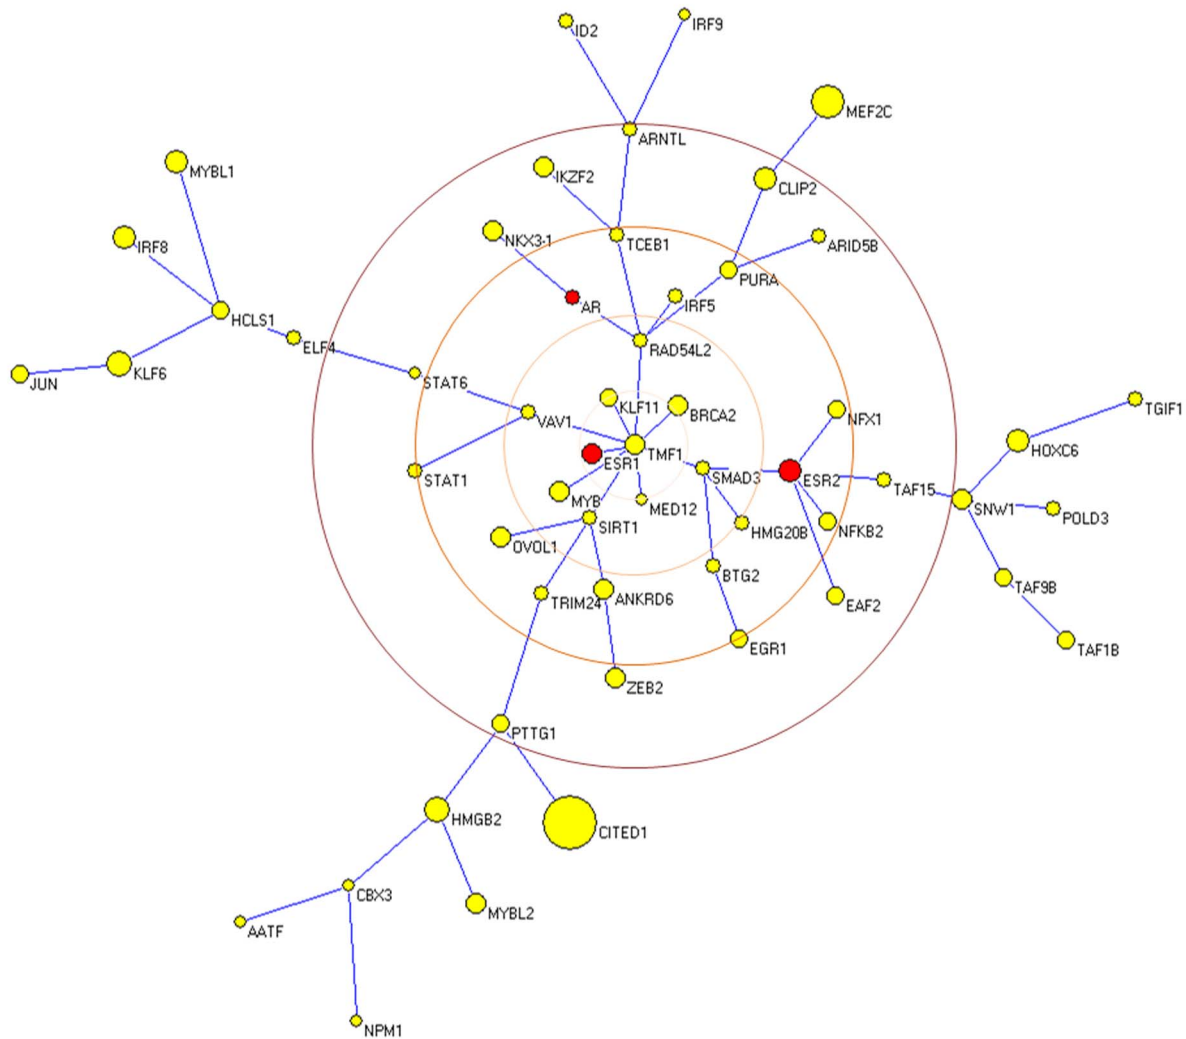 IRF9
ID2
MEF2C
ARNTL
MYBL1
IKZF2
CLIP2
NKX3-1
TCEB1
ARID5B
IRF8
PURA
AR
IRF5
HCLS1
ELF4
RAD54L2
KLF6
JUN
STAT6
KLF11
BRCA2
TGIF1
VAV1
NFX1
HOXC6
TMF1
ESR1
SMAD3
ESR2
STAT1
TAF15
MYB
MED12
SNW1
POLD3
SIRT1
HMG20B
NFKB2
OVOL1
BTG2
TAF9B
TRIM24
ANKRD6
EAF2
EGR1
TAF1B
ZEB2
PTTG1
HMGB2
CITED1
CBX3
MYBL2
AATF
NPM1